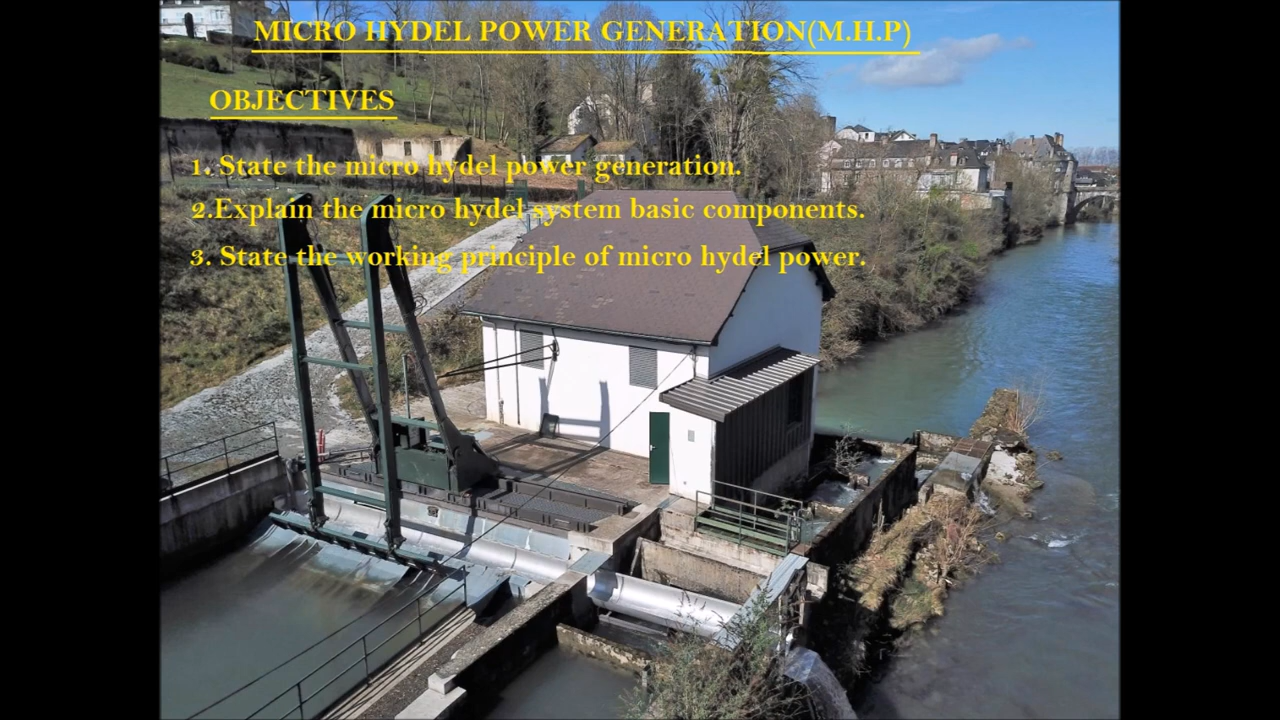 MICRO HYDEL POWER GENERATION(M.H.P)
OBJECTIVES
1. State the micro hydel power generation.
2.Explain the micro hydel system basic components.
3. State the working principle of micro hydel power.